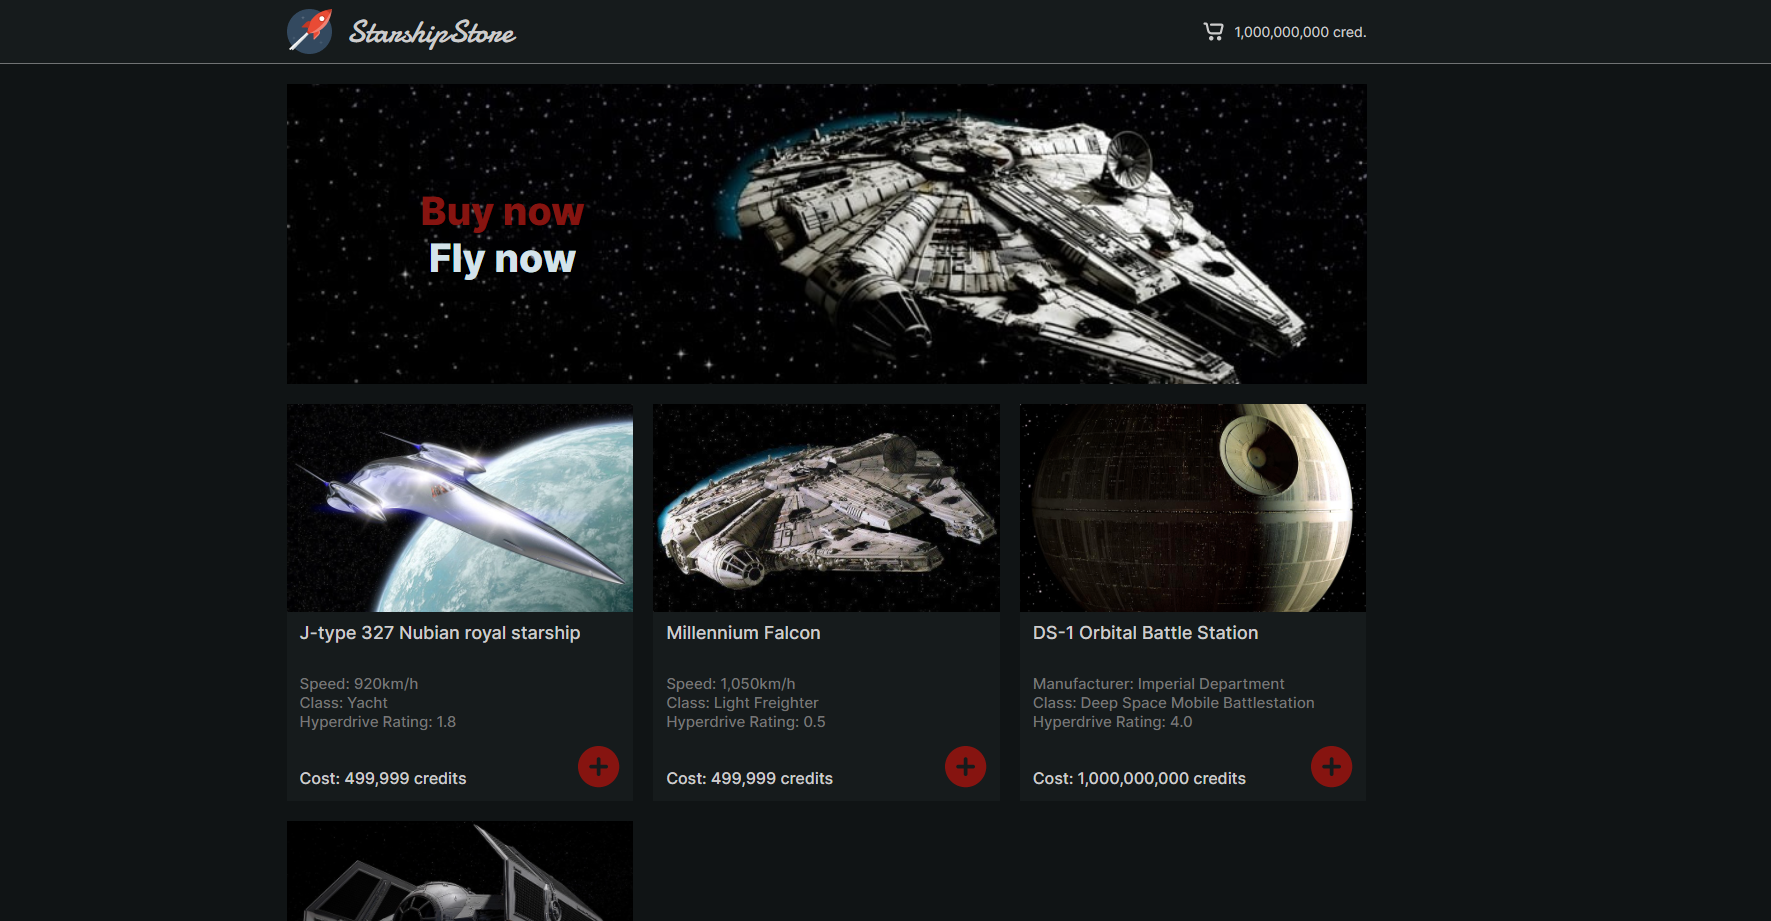 StarshipStore
1,000,000,000 cred.
Buy now
Fly now
J-type 327 Nubian royal starship
Speed: 920km/h
Class: Yacht
Hyperdrive Rating: 1.8
Cost: 499,999 credits
Millennium Falcon
Speed: 1,050km/h
Class: Light Freighter
Hyperdrive Rating: 0.5
Cost: 499,999 credits
DS-1 Orbital Battle Station
Manufacturer: Imperial Department
Class: Deep Space Mobile Battlestation
Hyperdrive Rating: 4.0
Cost: 1,000,000,000 credits